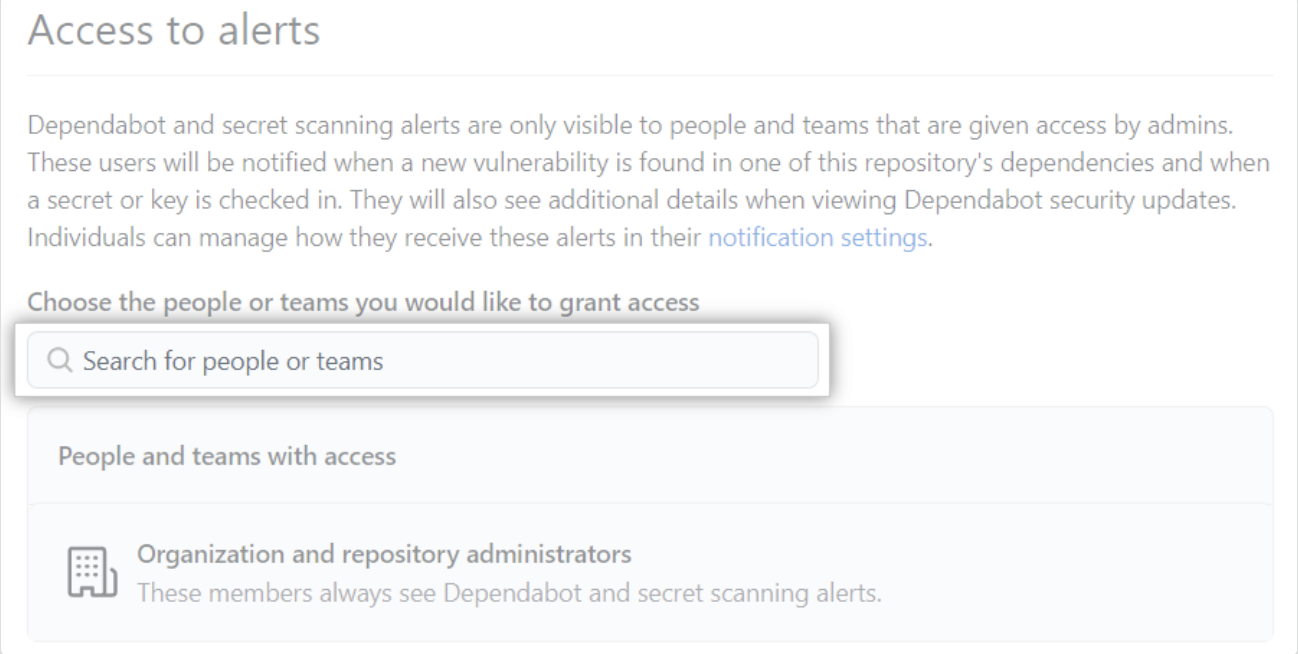 Access to alerts
Dependabot and secret scanning alerts are only visible to people and teams that are given access by admins.
These users will be notified when a new vulnerability is found in one of this repository's dependencies and when
a secret or key is checked in. They will also see additional details when viewing Dependabot security updates.
Individuals can manage how they receive these alerts in their notification settings.
Choose the people or teams you would like to grant access
Search for people or teams
People and teams with access
Organization and repository administrators
These members always see Dependabot and secret scanning alerts.